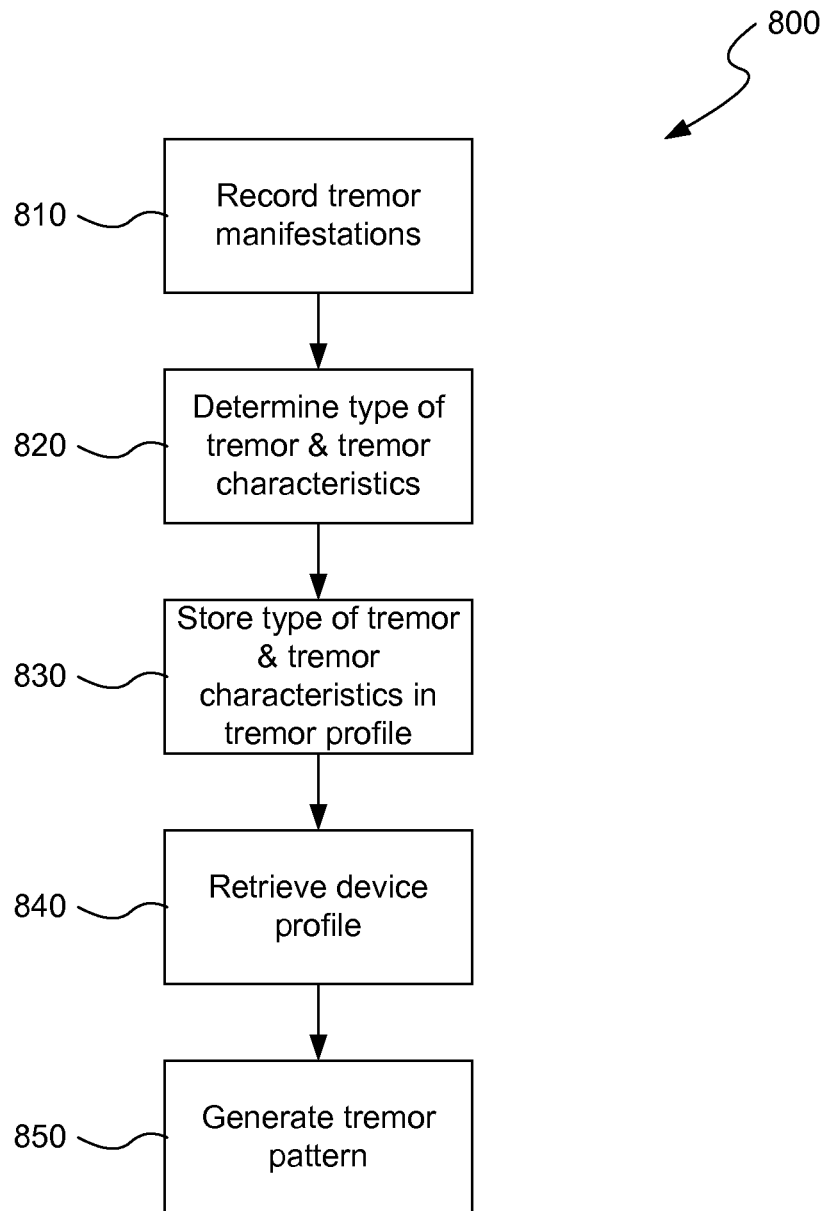 800
810
Record tremor
manifestations
820
Determine type of
tremor & tremor
characteristics
830
Store type of tremor
& tremor
characteristics in
tremor profile
840
Retrieve device
profile
850
Generate tremor
pattern